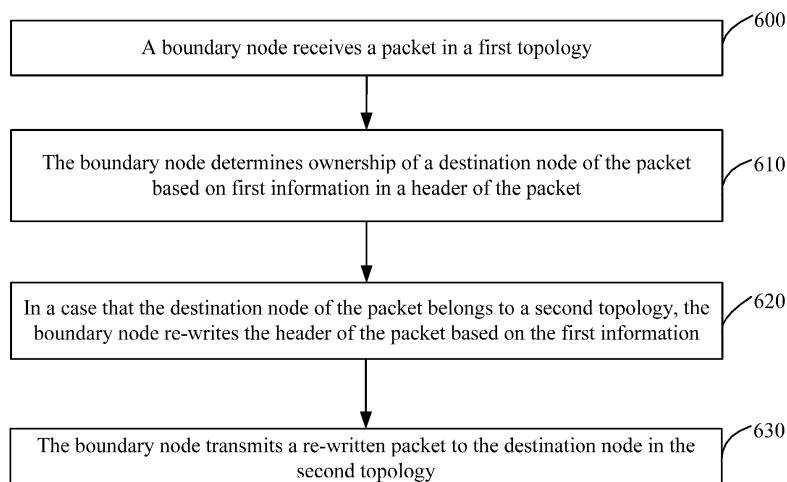 600
A boundary node receives a packet in a first topology
The boundary node determines ownership of a destination node of the packet
based on first information in a header of the packet
610
In a case that the destination node of the packet belongs to a second topology, the
boundary node re-writes the header of the packet based on the first information
620
The boundary node transmits a re-written packet to the destination node in the
second topology
630